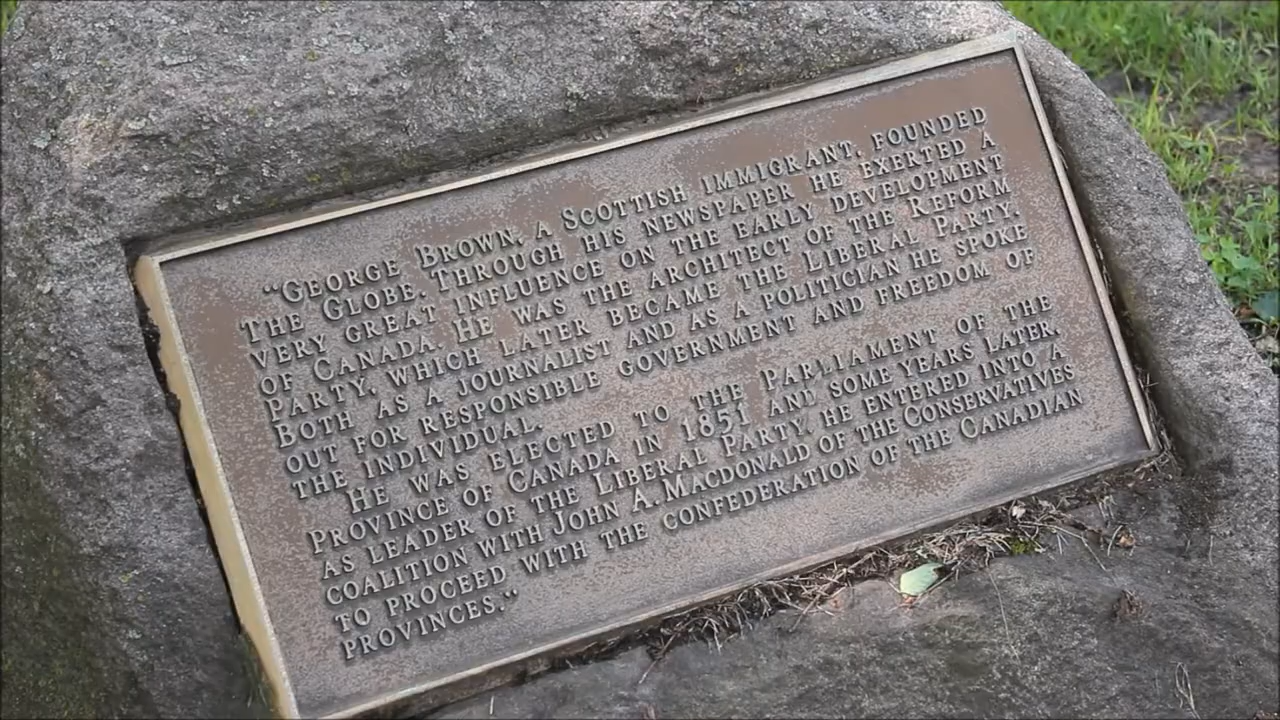 “George Brown, a Scottish immigrant, founded
The Globe. Through his newspaper he exerted a
very great influence on the early development
of Canada. He was the architect of the Reform
Party, which later became the Liberal Party.
Both as a journalist and as a politician he spoke
out for responsible government and freedom of
the individual.
He was elected to the Parliament of the
Province of Canada in 1851 and some years later,
as leader of the Liberal Party, he entered into a
coalition with John A. Macdonald of the Conservatives
to proceed with the confederation of the Canadian
provinces.“